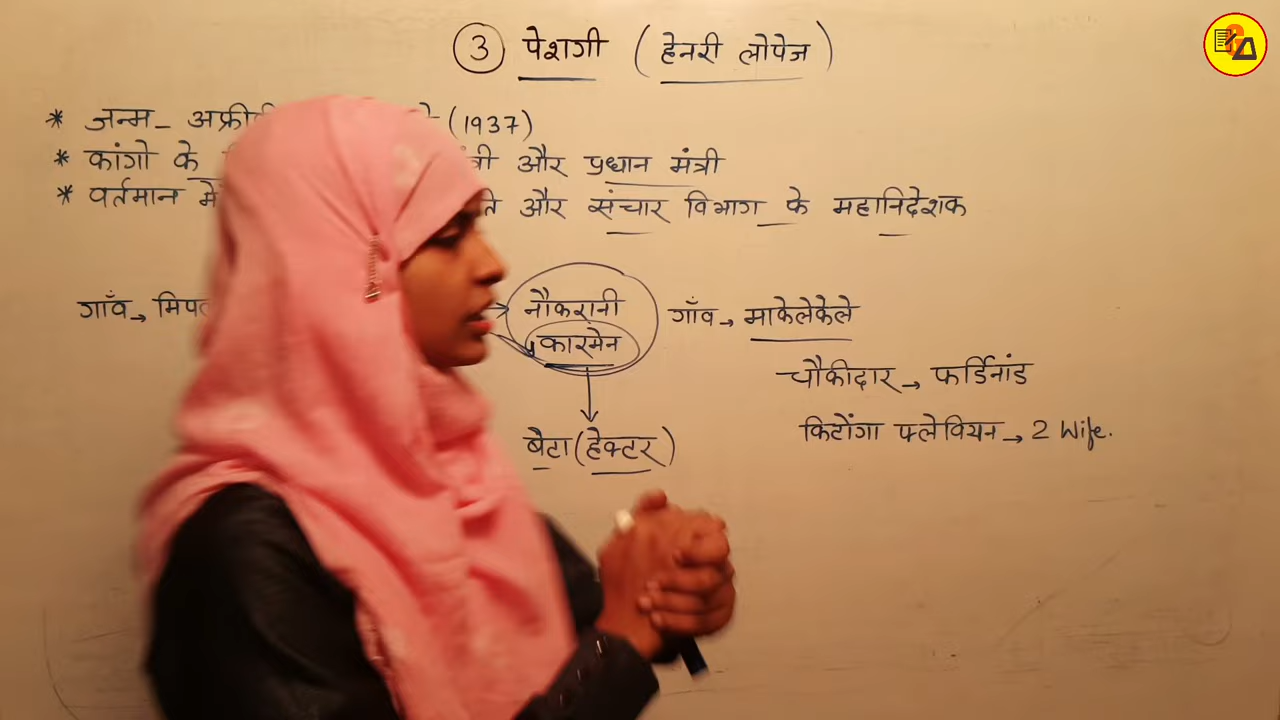 3 पेशगी (हेनरी लोपेज)
* जन्म - (1937)
* कांगो के और प्रधान मंत्री
* वर्तमान में और संचार विभाग के महानिदेशक
गाँव → नौकरानी गाँव → माकेलेकेले
कारमेन
चौकीदार → फर्डिनांड
किटोंगा फ्लेवियन → 2 Wife.
बेटा (हेक्टर)